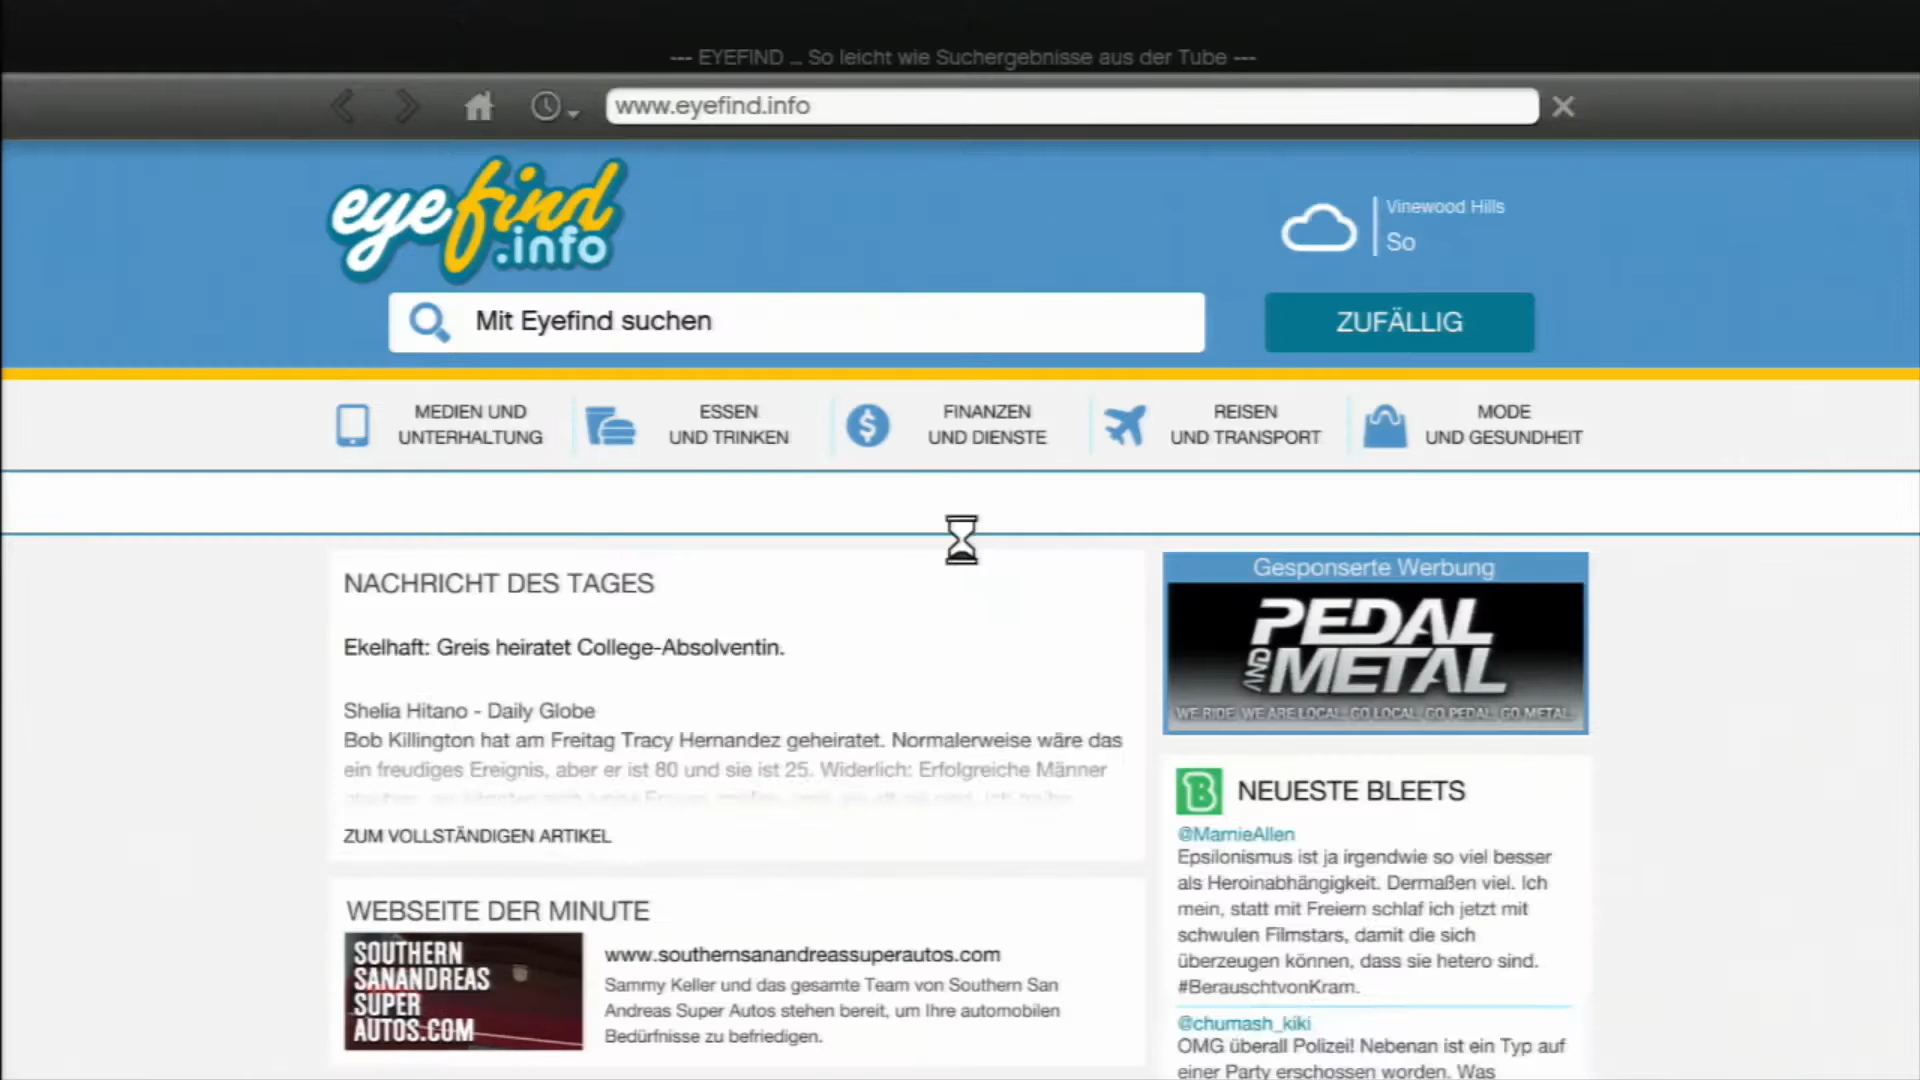 --- EYEFIND ... So leicht wie Suchergebnisse aus der Tube ---
www.eyefind.info
eyefind
.info
Vinewood Hills
So
Mit Eyefind suchen
ZUFÄLLIG
MEDIEN UND
UNTERHALTUNG
ESSEN
UND TRINKEN
FINANZEN
UND DIENSTE
REISEN
UND TRANSPORT
MODE
UND GESUNDHEIT
NACHRICHT DES TAGES
Ekelhaft: Greis heiratet College-Absolventin.
Shelia Hitano - Daily Globe
Bob Killington hat am Freitag Tracy Hernandez geheiratet. Normalerweise wäre das
ein freudiges Ereignis, aber er ist 80 und sie ist 25. Widerlich: Erfolgreiche Männer
ZUM VOLLSTÄNDIGEN ARTIKEL
WEBSEITE DER MINUTE
SOUTHERN
SANANDREAS
SUPER
AUTOS.COM
www.southernsanandreassuperautos.com
Sammy Keller und das gesamte Team von Southern San
Andreas Super Autos stehen bereit, um Ihre automobilen
Bedürfnisse zu befriedigen.
Gesponserte Werbung
PEDAL
AND METAL
WE RIDE. WE ARE LOCAL. GO LOCAL. GO PEDAL. GO METAL.
NEUESTE BLEETS
@MarnieAllen
Epsilonismus ist ja irgendwie so viel besser
als Heroinabhängigkeit. Dermaßen viel. Ich
mein, statt mit Freiern schlaf ich jetzt mit
schwulen Filmstars, damit die sich
überzeugen können, dass sie hetero sind.
#BerauschtvonKram.
@chumash_kiki
OMG überall Polizei! Nebenan ist ein Typ auf
einer Party erschossen worden. Was